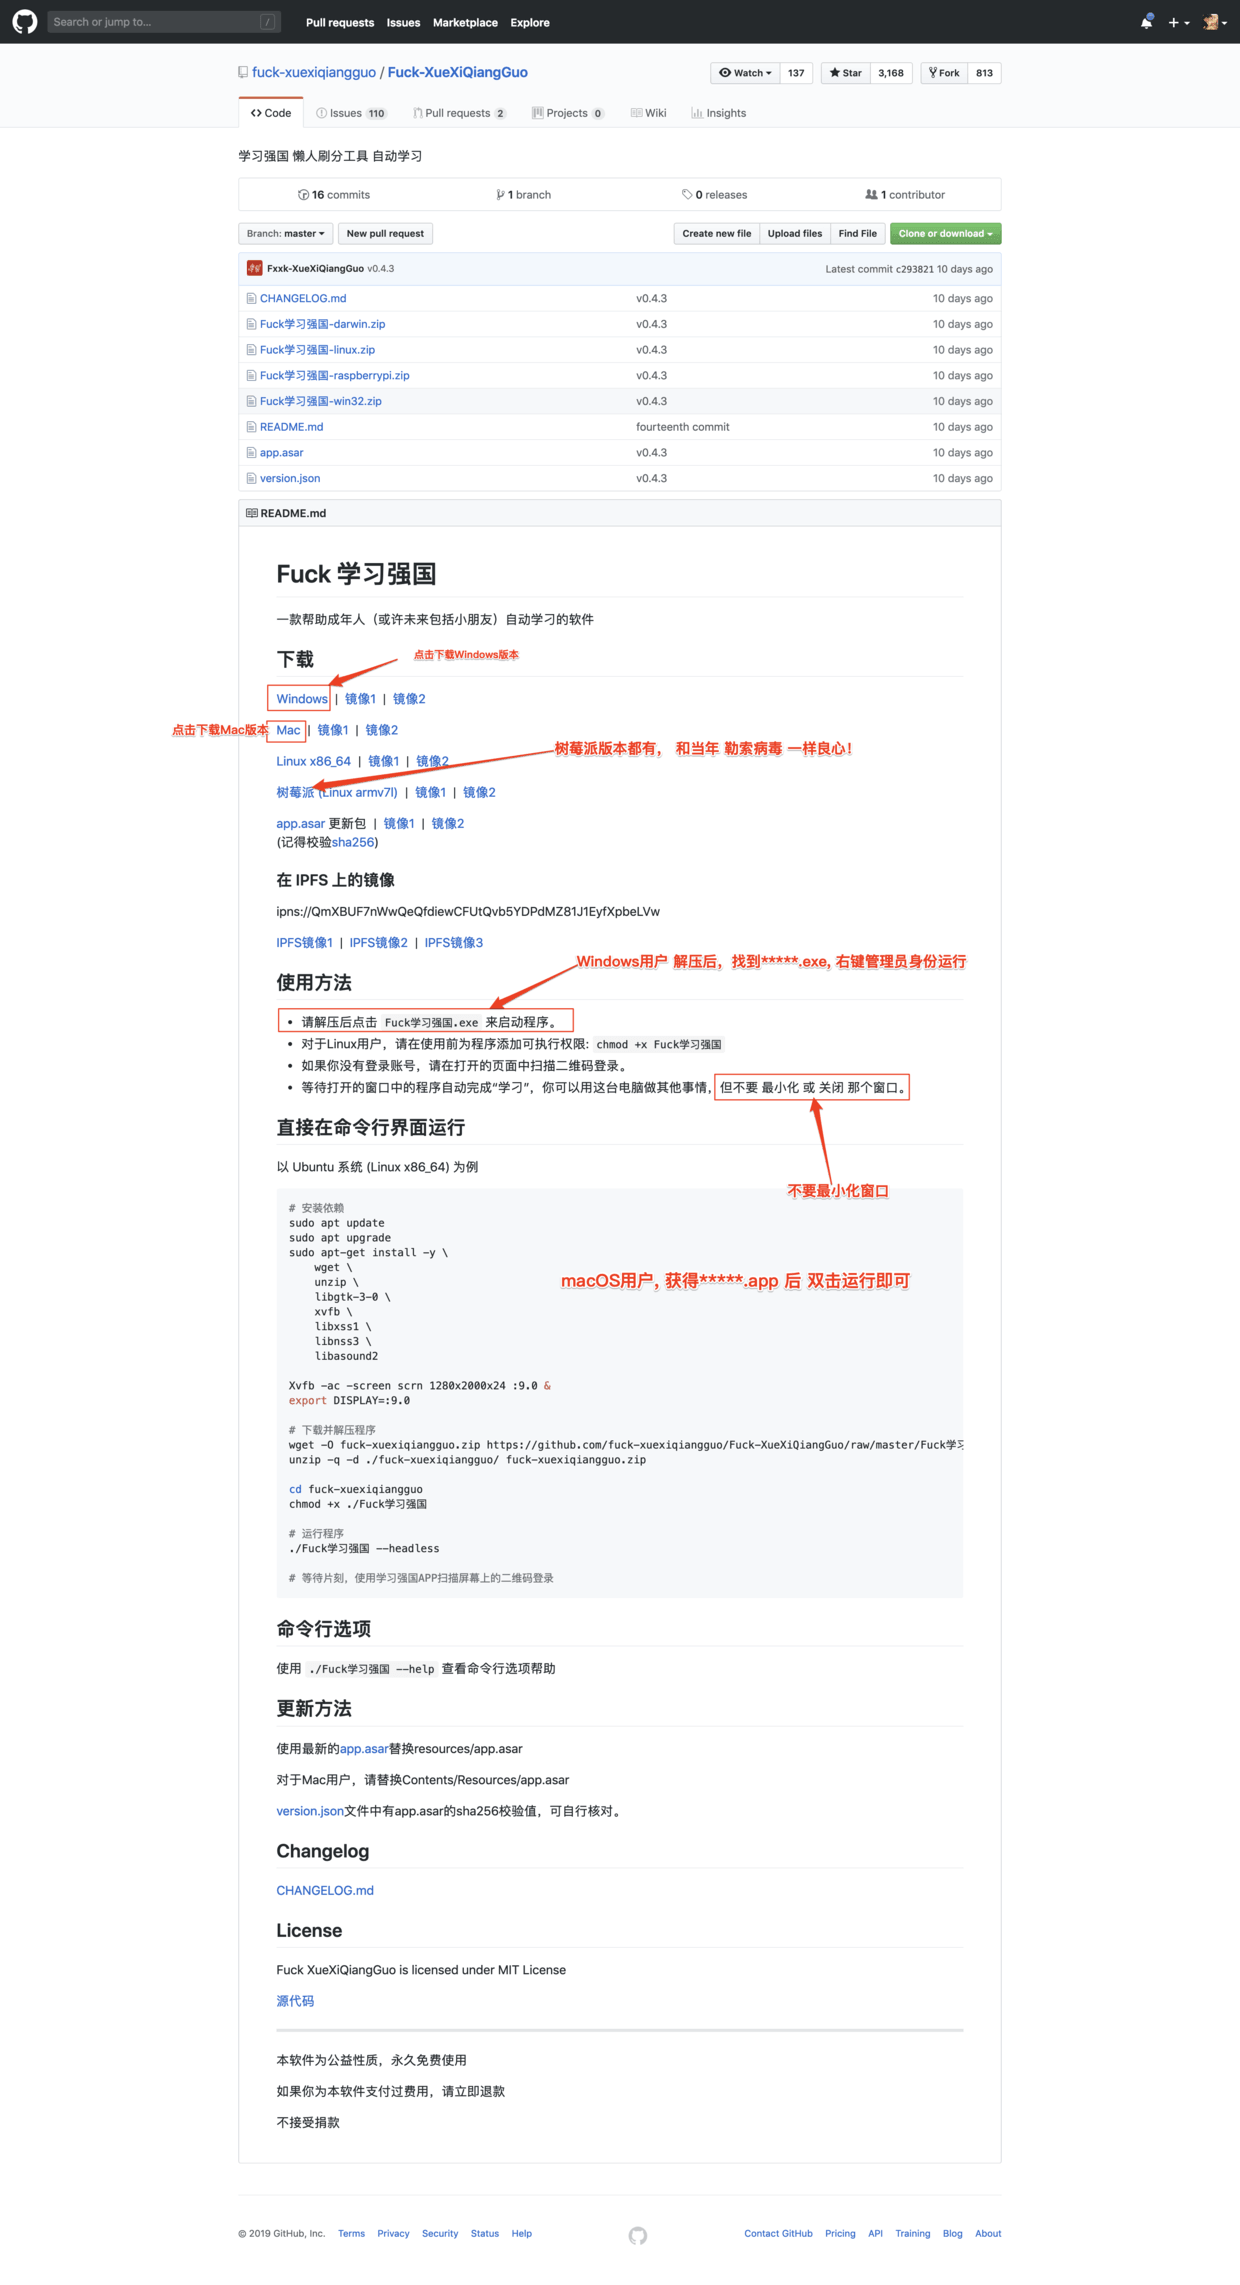 Search or jump to... /
Pull requests Issues Marketplace Explore
fuck-xuexiqiangguo / Fuck-XueXiQiangGuo
Watch 137 Star 3,168 Fork 813
Code Issues 110 Pull requests 2 Projects 0 Wiki Insights
学习强国 懒人刷分工具 自动学习
16 commits 1 branch 0 releases 1 contributor
Branch: master New pull request Create new file Upload files Find File Clone or download
Fxxk-XueXiQiangGuo v0.4.3 Latest commit c293821 10 days ago
CHANGELOG.md v0.4.3 10 days ago
Fuck学习强国-darwin.zip v0.4.3 10 days ago
Fuck学习强国-linux.zip v0.4.3 10 days ago
Fuck学习强国-raspberrypi.zip v0.4.3 10 days ago
Fuck学习强国-win32.zip v0.4.3 10 days ago
README.md fourteenth commit 10 days ago
app.asar v0.4.3 10 days ago
version.json v0.4.3 10 days ago
README.md
Fuck 学习强国
一款帮助成年人（或许未来包括小朋友）自动学习的软件
下载
点击下载Windows版本
Windows | 镜像1 | 镜像2
点击下载Mac版本
Mac | 镜像1 | 镜像2
树莓派版本都有， 和当年 勒索病毒 一样良心！
Linux x86_64 | 镜像1 | 镜像2
树莓派 (Linux armv7l) | 镜像1 | 镜像2
app.asar 更新包 | 镜像1 | 镜像2
(记得校验sha256)
在 IPFS 上的镜像
ipns://QmXBUF7nWwQeQfdiewCFUtQvb5YDPdMZ81J1EyfXpbeLVw
IPFS镜像1 | IPFS镜像2 | IPFS镜像3
Windows用户 解压后，找到*****.exe, 右键管理员身份运行
使用方法
• 请解压后点击 Fuck学习强国.exe 来启动程序。
• 对于Linux用户，请在使用前为程序添加可执行权限: chmod +x Fuck学习强国
• 如果你没有登录账号，请在打开的页面中扫描二维码登录。
• 等待打开的窗口中的程序自动完成“学习”，你可以用这台电脑做其他事情，但不要 最小化 或 关闭 那个窗口。
直接在命令行界面运行
以 Ubuntu 系统 (Linux x86_64) 为例
不要最小化窗口
# 安装依赖
sudo apt update
sudo apt upgrade
sudo apt-get install -y \
wget \
unzip \
macOS用户, 获得*****.app 后 双击运行即可
libgtk-3-0 \
xvfb \
libxss1 \
libnss3 \
libasound2
Xvfb -ac -screen scrn 1280x2000x24 :9.0 &
export DISPLAY=:9.0
# 下载并解压程序
wget -O fuck-xuexiqiangguo.zip https://github.com/fuck-xuexiqiangguo/Fuck-XueXiQiangGuo/raw/master/Fuck学习
unzip -q -d ./fuck-xuexiqiangguo/ fuck-xuexiqiangguo.zip
cd fuck-xuexiqiangguo
chmod +x ./Fuck学习强国
# 运行程序
./Fuck学习强国 --headless
# 等待片刻，使用学习强国APP扫描屏幕上的二维码登录
命令行选项
使用 ./Fuck学习强国 --help 查看命令行选项帮助
更新方法
使用最新的app.asar替换resources/app.asar
对于Mac用户，请替换Contents/Resources/app.asar
version.json文件中有app.asar的sha256校验值，可自行核对。
Changelog
CHANGELOG.md
License
Fuck XueXiQiangGuo is licensed under MIT License
源代码
本软件为公益性质，永久免费使用
如果你为本软件支付过费用，请立即退款
不接受捐款
© 2019 GitHub, Inc. Terms Privacy Security Status Help Contact GitHub Pricing API Training Blog About